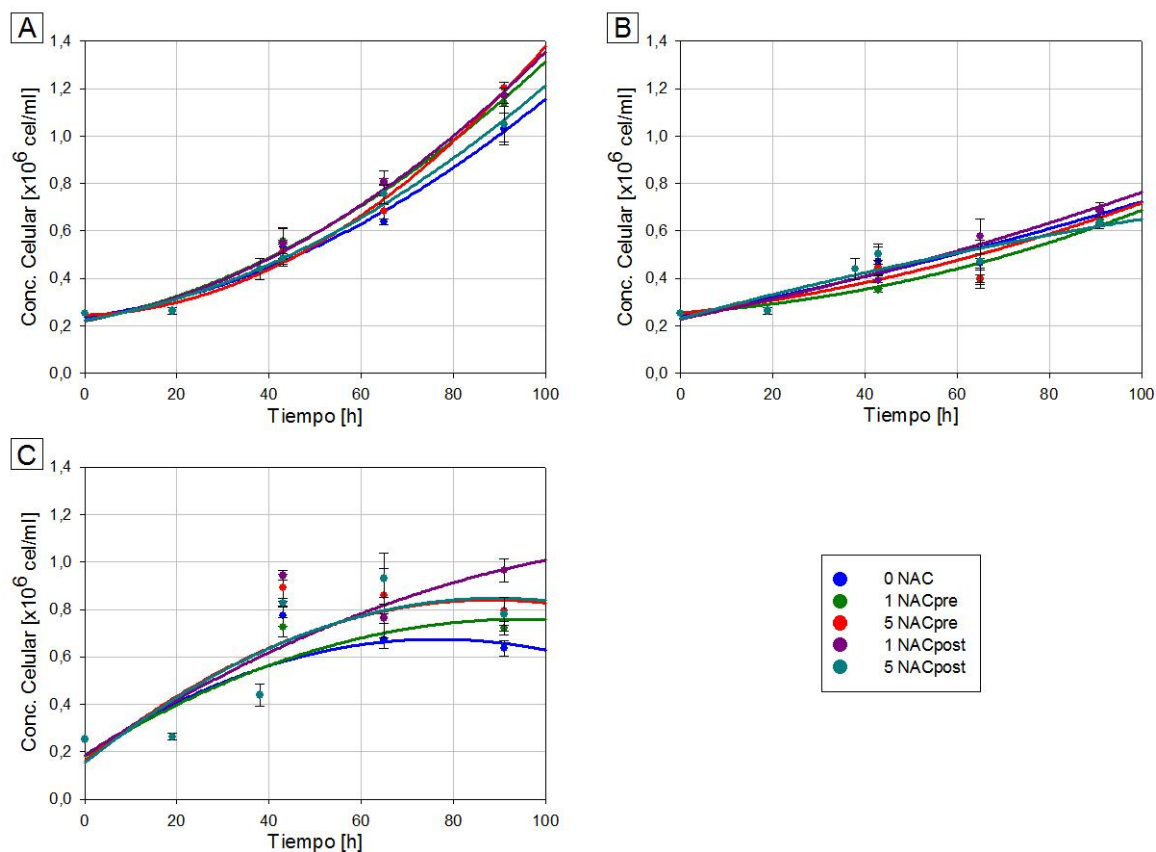 A
B
1,4
1,2
1,0
0,8
0,6
0,4
0,2
0,0
Conc. Celular [x10⁶ cel/ml]
0 20 40 60 80 100
Tiempo [h]
1,4
1,2
1,0
0,8
0,6
0,4
0,2
0,0
Conc. Celular [x10⁶ cel/ml]
0 20 40 60 80 100
Tiempo [h]
C
1,4
1,2
1,0
0,8
0,6
0,4
0,2
0,0
Conc. Celular [x10⁶ cel/ml]
0 20 40 60 80 100
Tiempo [h]
0 NAC
1 NACpre
5 NACpre
1 NACpost
5 NACpost